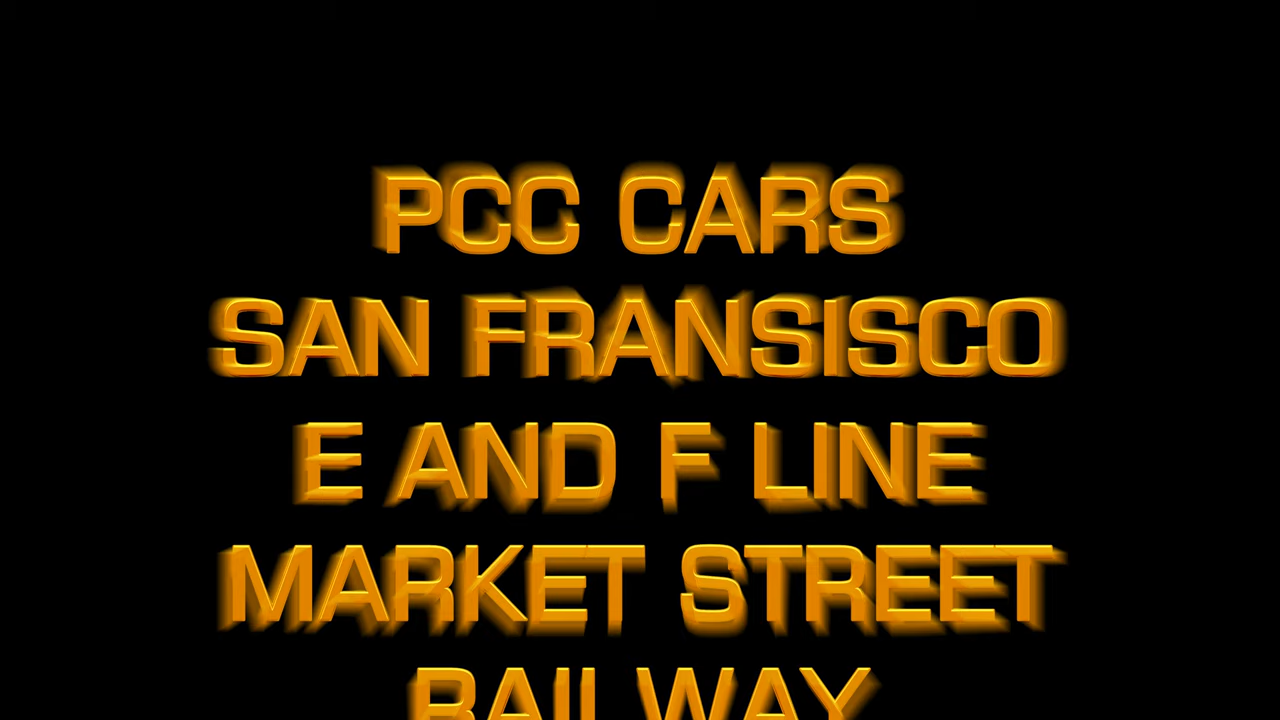 PCC CARS
SAN FRANSISCO
E AND F LINE
MARKET STREET
RAILWAY